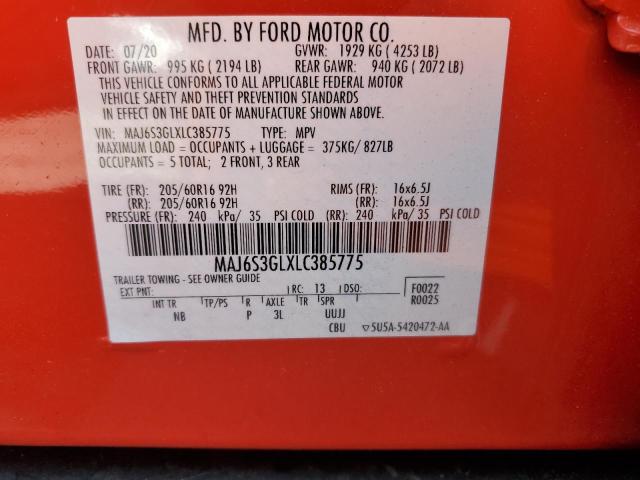 MFD. BY FORD MOTOR CO.
DATE: 07/20 GVWR: 1929 KG ( 4253 LB)
FRONT GAWR: 995 KG ( 2194 LB) REAR GAWR: 940 KG ( 2072 LB)
THIS VEHICLE CONFORMS TO ALL APPLICABLE FEDERAL MOTOR
VEHICLE SAFETY AND THEFT PREVENTION STANDARDS
IN EFFECT ON THE DATE OF MANUFACTURE SHOWN ABOVE.
VIN: MAJ6S3GLXLC385775 TYPE: MPV
MAXIMUM LOAD = OCCUPANTS + LUGGAGE = 375KG/ 827LB
OCCUPANTS = 5 TOTAL; 2 FRONT, 3 REAR
TIRE (FR): 205/60R16 92H RIMS (FR): 16x6.5J
(RR): 205/60R16 92H (RR): 16x6.5J
PRESSURE (FR): 240 kPa/ 35 PSI COLD (RR): 240 kPa/ 35 PSI COLD
MAJ6S3GLXLC385775
TRAILER TOWING - SEE OWNER GUIDE
EXT PNT: RC: 13 DSO: F0022
INT TR TP/PS R AXLE TR SPR R0025
NB P 3L UUJJ
CBU ▽5U5A-5420472-AA